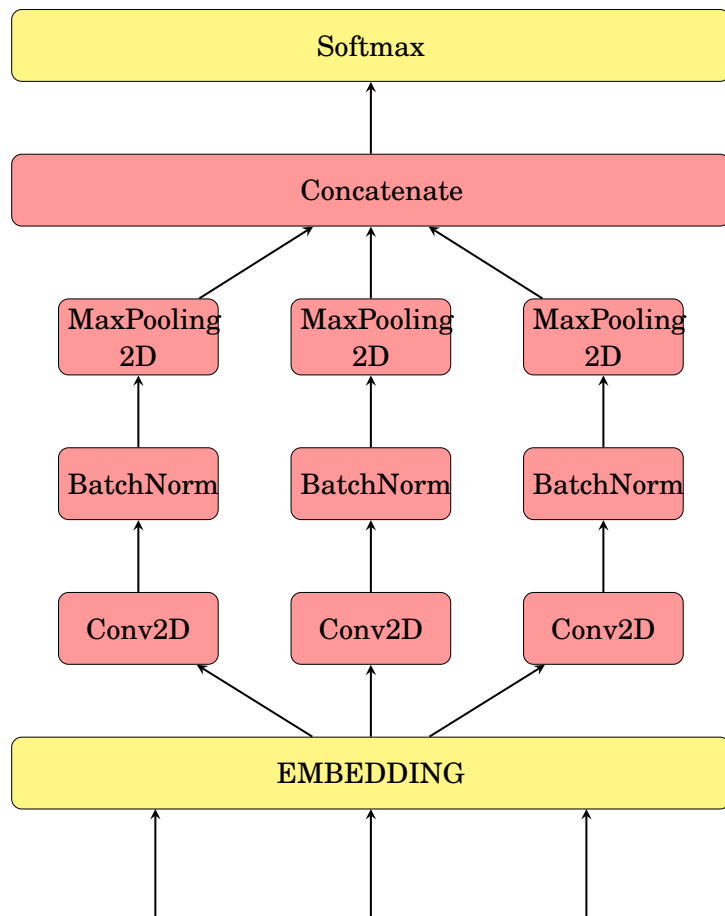 Softmax
Concatenate
MaxPooling MaxPooling MaxPooling
2D 2D 2D
BatchNorm BatchNorm BatchNorm
Conv2D Conv2D Conv2D
EMBEDDING